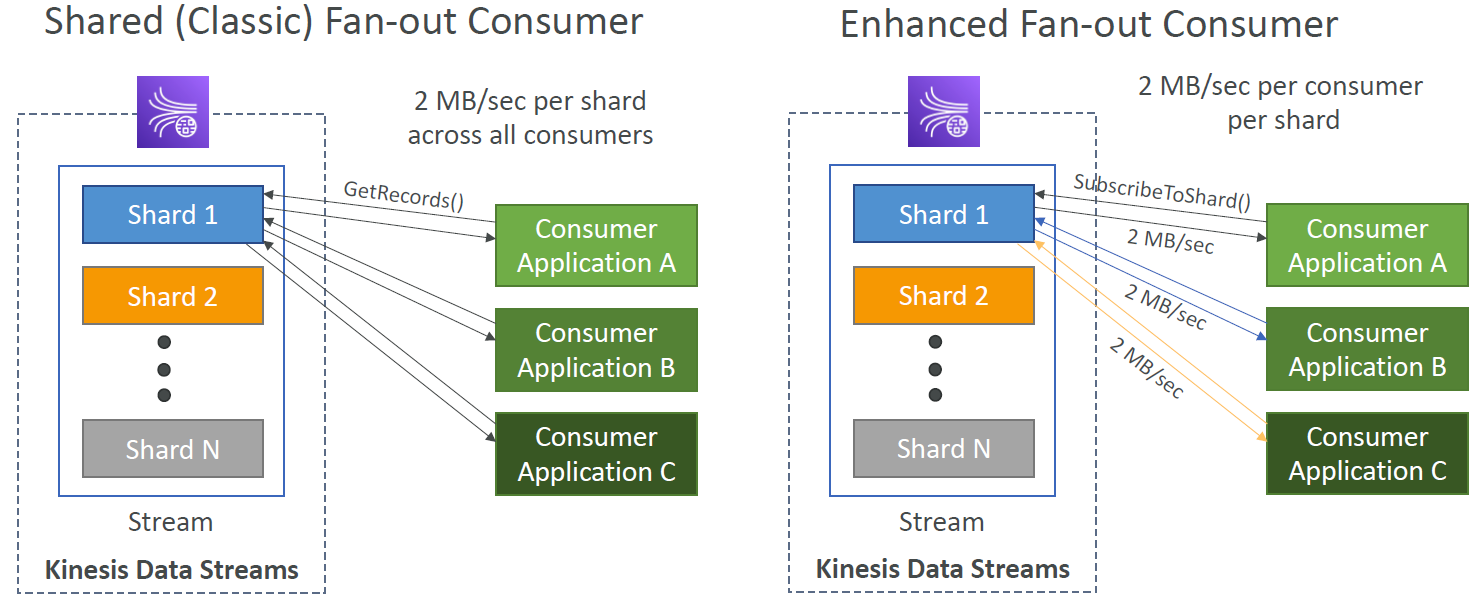 Shared (Classic) Fan-out Consumer
2 MB/sec per shard
across all consumers
GetRecords()
Shard 1
Shard 2
Shard N
Stream
Kinesis Data Streams
Consumer
Application A
Consumer
Application B
Consumer
Application C
Enhanced Fan-out Consumer
2 MB/sec per consumer
per shard
SubscribeToShard()
2 MB/sec
2 MB/sec
2 MB/sec
Shard 1
Shard 2
Shard N
Stream
Kinesis Data Streams
Consumer
Application A
Consumer
Application B
Consumer
Application C